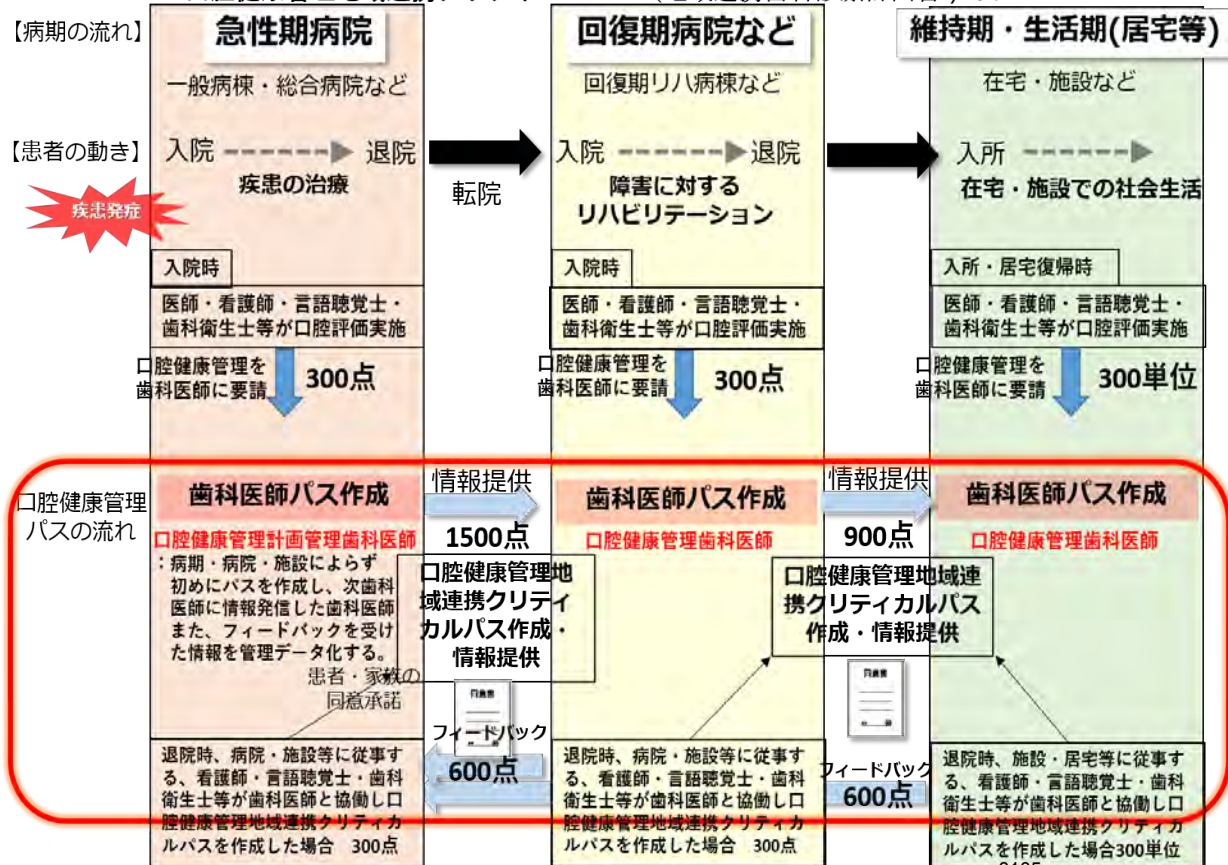 【病期の流れ】
急性期病院
回復期病院など
維持期・生活期(居宅等)
一般病棟・総合病院など
回復期リハ病棟など
在宅・施設など
【患者の動き】
入院
退院
転院
入院
退院
入所
疾患の治療
障害に対する
リハビリテーション
在宅・施設での社会生活
疾患発症
入院時
医師・看護師・言語聴覚士・
歯科衛生士等が口腔評価実施
口腔健康管理を
歯科医師に要請
300点
入院時
医師・看護師・言語聴覚士・
歯科衛生士等が口腔評価実施
口腔健康管理を
歯科医師に要請
300点
入所・居宅復帰時
医師・看護師・言語聴覚士・
歯科衛生士等が口腔評価実施
口腔健康管理を
歯科医師に要請
300単位
口腔健康管理
パスの流れ
歯科医師パス作成
口腔健康管理計画管理歯科医師
：病期・病院・施設によらず
初めにパスを作成し、次歯科
医師に情報発信した歯科医師
また、フィードバックを受け
た情報を管理データ化する。
患者・家族の
同意承諾
情報提供
1500点
口腔健康管理地
域連携クリティ
カルパス作成・
情報提供
同意書
フィードバック
600点
歯科医師パス作成
口腔健康管理歯科医師
情報提供
900点
口腔健康管理地域連
携クリティカルパス
作成・情報提供
同意書
フィードバック
600点
歯科医師パス作成
口腔健康管理歯科医師
退院時、病院・施設等に従事す
る、看護師・言語聴覚士・歯科
衛生士等が歯科医師と協働し口
腔健康管理地域連携クリティカ
ルパスを作成した場合 300点
退院時、病院・施設等に従事す
る、看護師・言語聴覚士・歯科
衛生士等が歯科医師と協働し口
腔健康管理地域連携クリティカ
ルパスを作成した場合 300点
退院時、施設・居宅等に従事す
る、看護師・言語聴覚士・歯科
衛生士等が歯科医師と協働し口
腔健康管理地域連携クリティカ
ルパスを作成した場合300単位